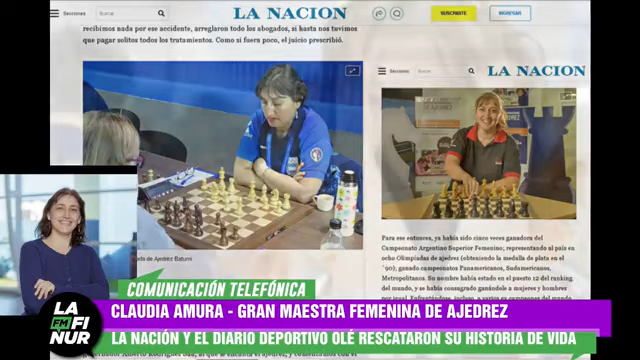 Secciones
Buscar
LA NACION
SUSCRIBITE
INGRESAR
recibimos nada por ese accidente, arreglaron todo los abogados, si hasta nos tuvimos
que pagar solitos todos los tratamientos. Como si fuera poco, el juicio prescribió.
Secciones
Buscar
LA NACION
de Ajedrez Batumi
Para ese entonces, ya había sido cinco veces ganadora del
Campeonato Argentino Superior Femenino; representando al país en
ocho Olimpíadas de ajedrez (obteniendo la medalla de plata en el
'90); ganado campeonatos Panamericanos, Sudamericanos,
Metropolitanos. Su nombre había estado en el puesto 12 del ranking
del mundo, y se había consagrado ganándole a mujeres y hombres
COMUNICACIÓN TELEFÓNICA
CLAUDIA AMURA - GRAN MAESTRA FEMENINA DE AJEDREZ
LA NACIÓN Y EL DIARIO DEPORTIVO OLÉ RESCATARON SU HISTORIA DE VIDA
LA
FM FI
NUR